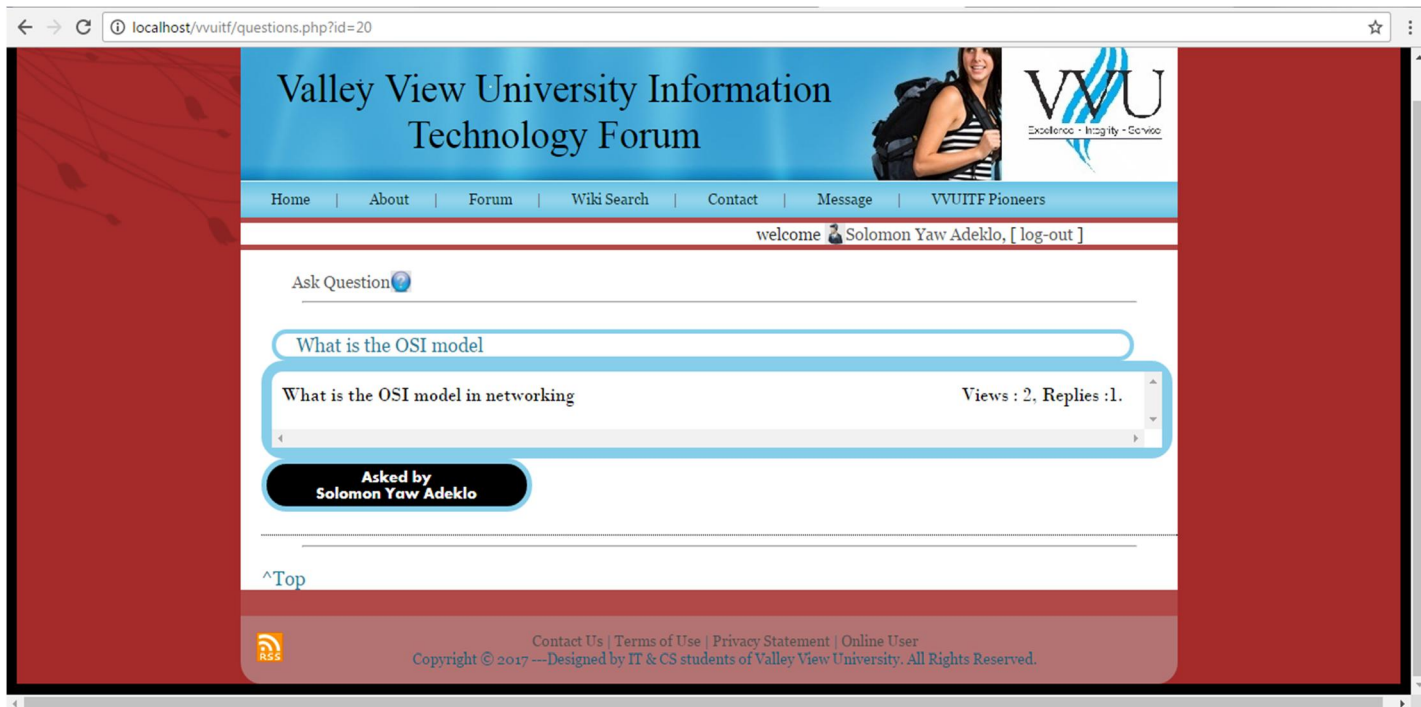 localhost/vvuitf/questions.php?id=20
Valley View University Information
Technology Forum
VVU
Excellence - Integrity - Service
Home | About | Forum | Wiki Search | Contact | Message | VVUITF Pioneers
welcome Solomon Yaw Adeklo, [ log-out ]
Ask Question
What is the OSI model
What is the OSI model in networking Views : 2, Replies :1.
Asked by
Solomon Yaw Adeklo
^Top
RSS
Contact Us | Terms of Use | Privacy Statement | Online User
Copyright © 2017 ---Designed by IT & CS students of Valley View University. All Rights Reserved.